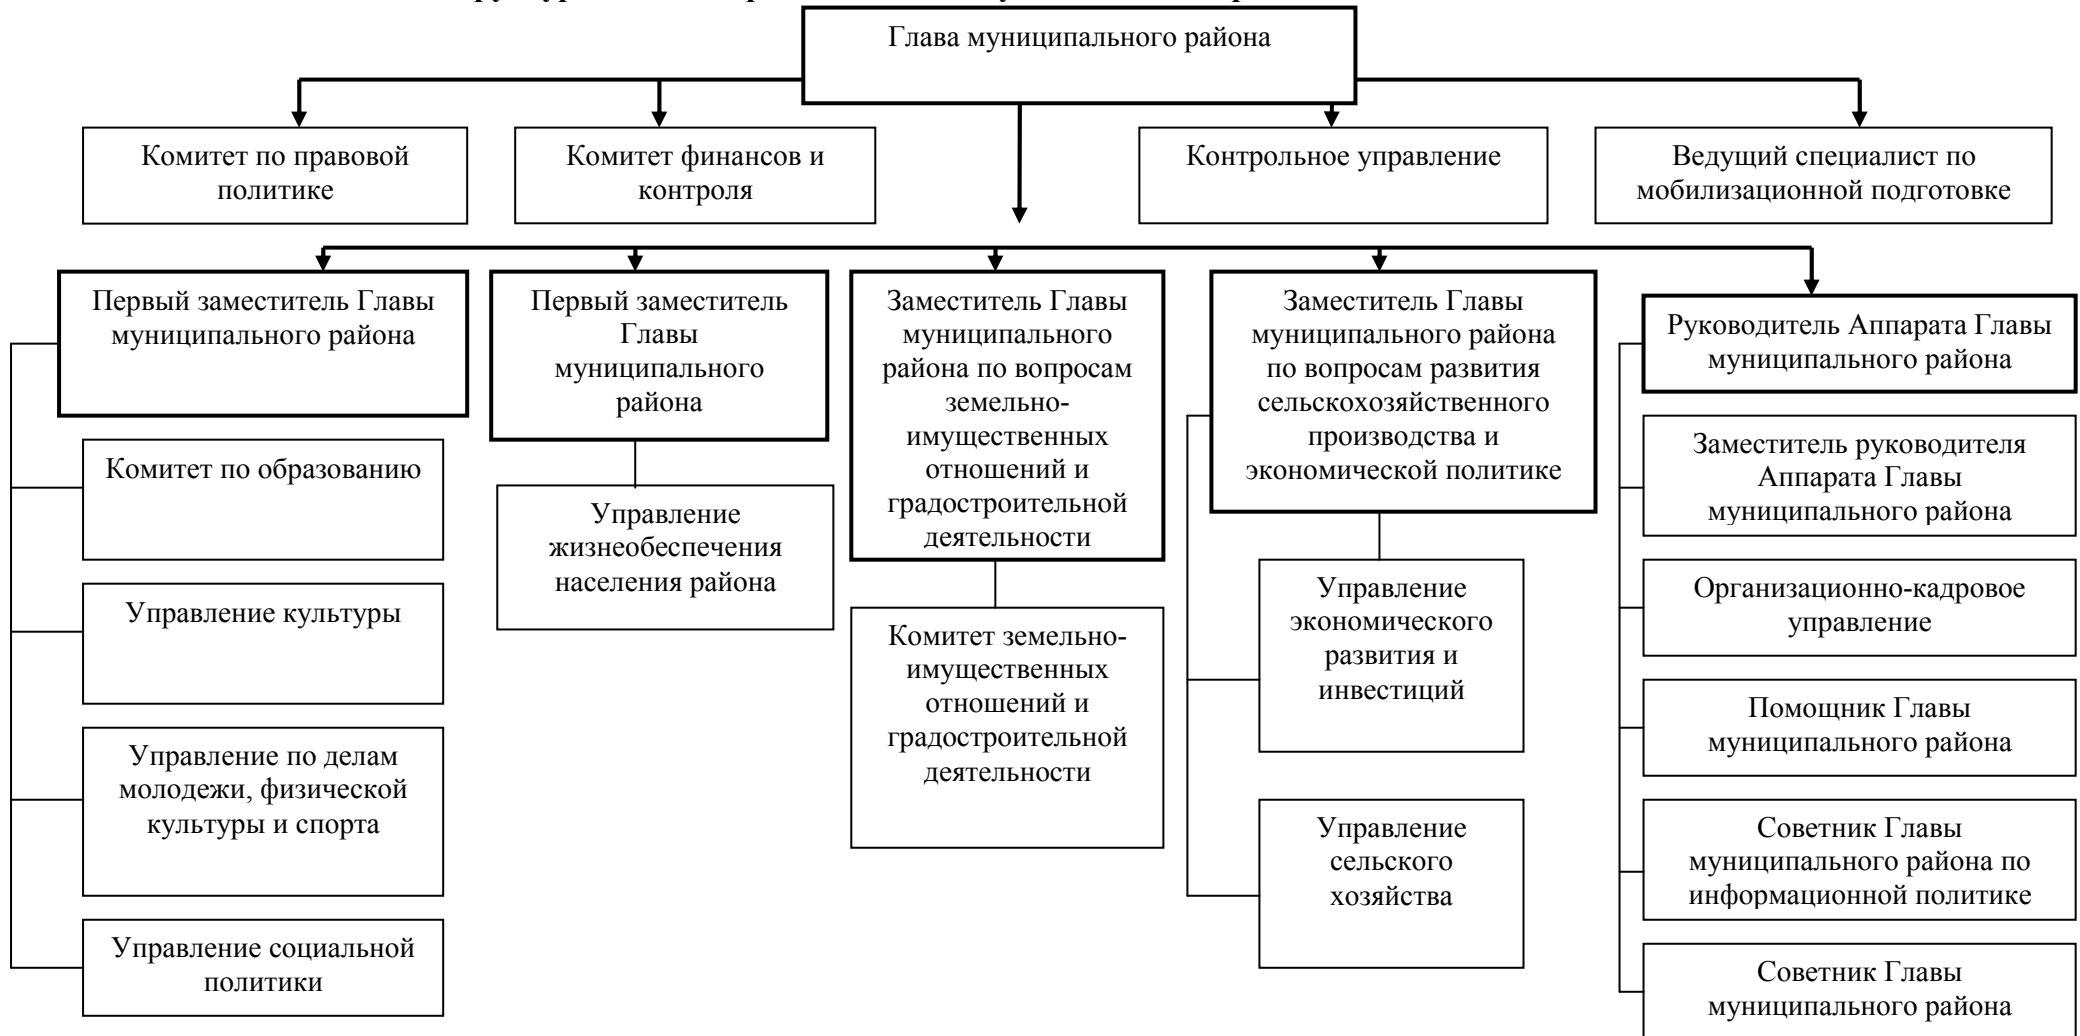 Глава муниципального района
Комитет по правовой
политике
Комитет финансов и
контроля
Контрольное управление
Ведущий специалист по
мобилизационной подготовке
Первый заместитель Главы
муниципального района
Первый заместитель
Главы
муниципального
района
Заместитель Главы
муниципального
района по вопросам
земельно-
имущественных
отношений и
градостроительной
деятельности
Заместитель Главы
муниципального района
по вопросам развития
сельскохозяйственного
производства и
экономической политике
Руководитель Аппарата Главы
муниципального района
Комитет по образованию
Управление культуры
Управление по делам
молодежи, физической
культуры и спорта
Управление социальной
политики
Управление
жизнеобеспечения
населения района
Комитет земельно-
имущественных
отношений и
градостроительной
деятельности
Управление
экономического
развития и
инвестиций
Управление
сельского
хозяйства
Заместитель руководителя
Аппарата Главы
муниципального района
Организационно-кадровое
управление
Помощник Главы
муниципального района
Советник Главы
муниципального района по
информационной политике
Советник Главы
муниципального района